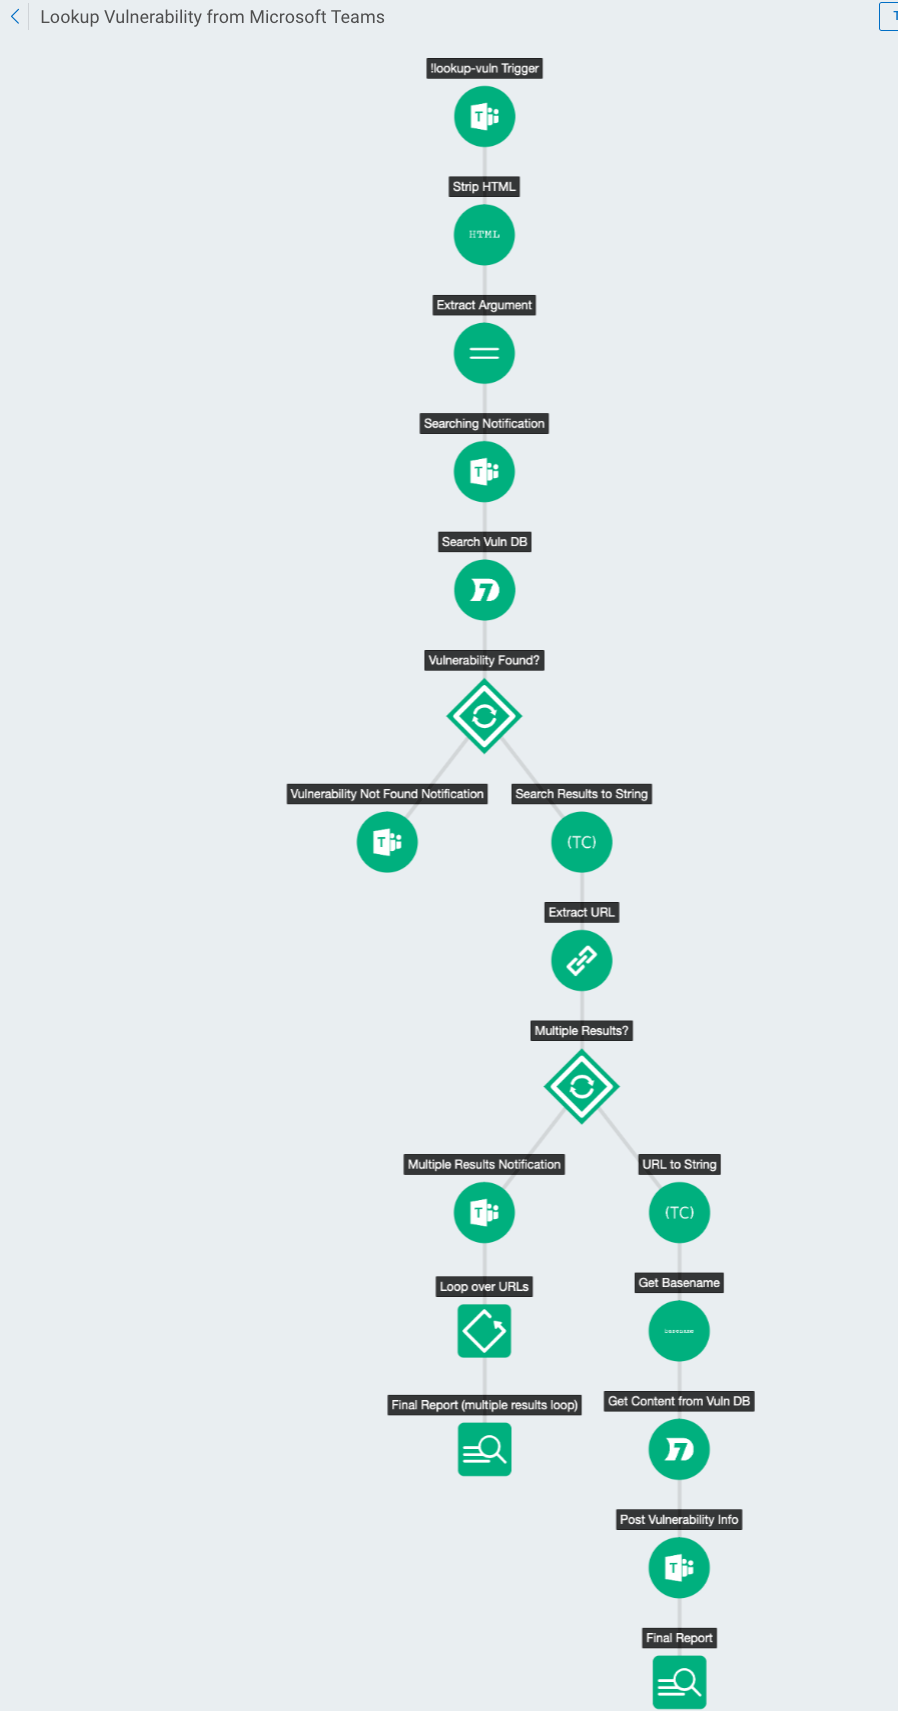 Lookup Vulnerability from Microsoft Teams
!lookup-vuln Trigger
Strip HTML
HTML
Extract Argument
Searching Notification
Search Vuln DB
Vulnerability Found?
Vulnerability Not Found Notification
Search Results to String
(TC)
Extract URL
Multiple Results?
Multiple Results Notification
URL to String
(TC)
Loop over URLs
Get Basename
Final Report (multiple results loop)
Get Content from Vuln DB
Post Vulnerability Info
Final Report